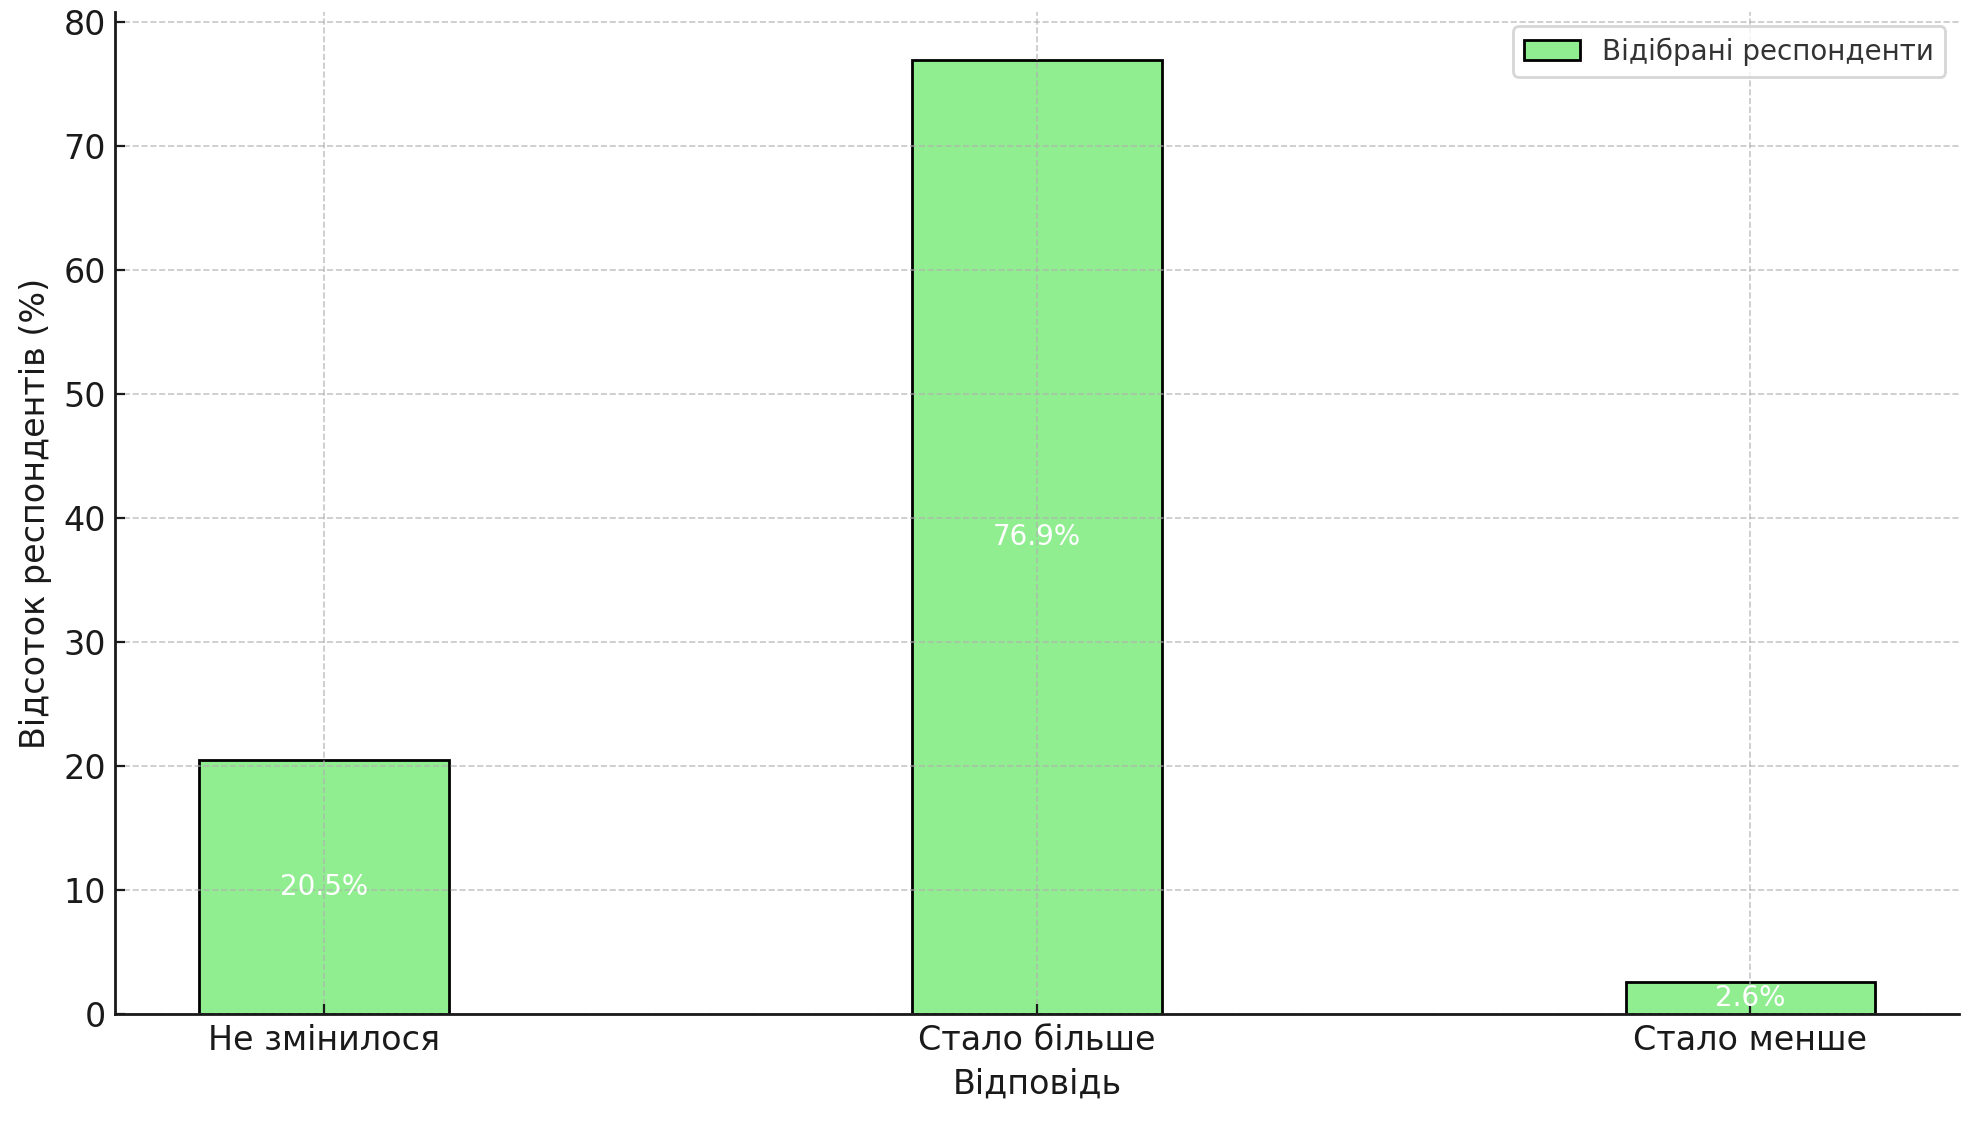 Відібрані респонденти
Відсоток респондентів (%)
80
70
60
50
40
30
20
10
0
76.9%
20.5%
2.6%
Не змінилося
Стало більше
Стало менше
Відповідь